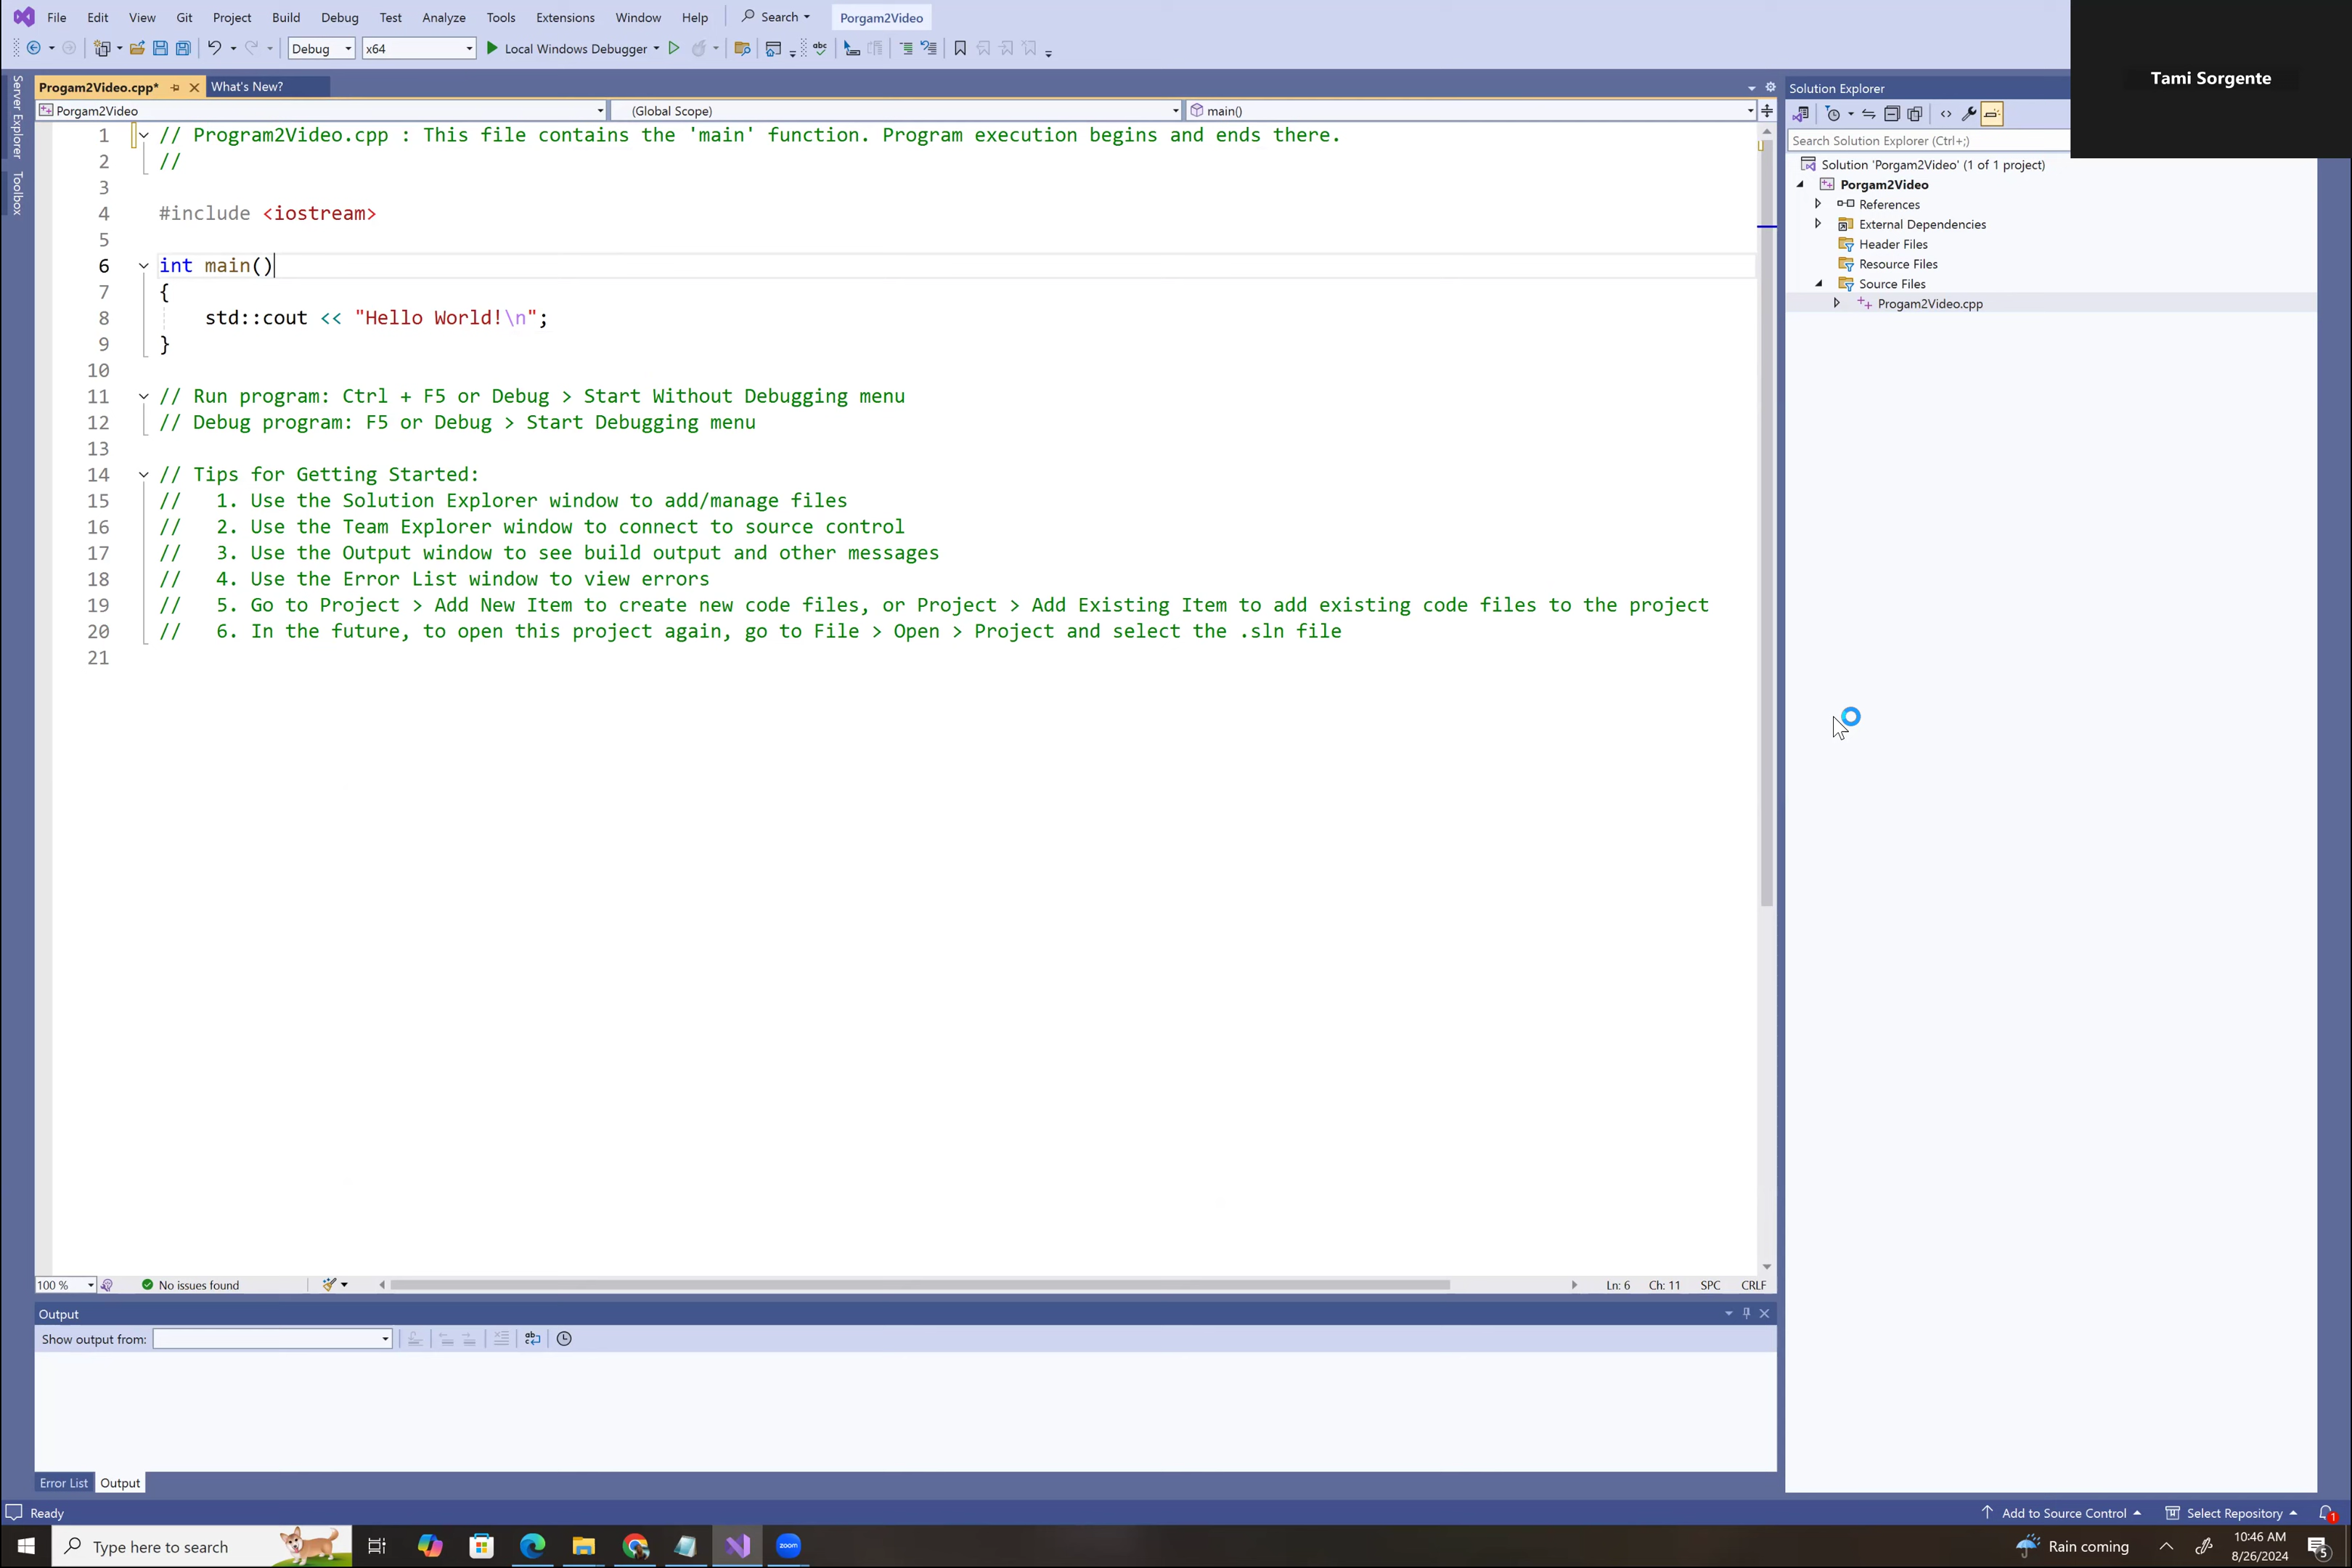 File Edit View Git Project Build Debug Test Analyze Tools Extensions Window Help Search Porgam2Video
Tami Sorgente
Debug x64 Local Windows Debugger
Server Explorer
Toolbox
Progam2Video.cpp* What's New?
Porgam2Video (Global Scope) main()
1 // Program2Video.cpp : This file contains the 'main' function. Program execution begins and ends there.
2 //
3
4 #include <iostream>
5
6 int main()
7 {
8 std::cout << "Hello World!\n";
9 }
10
11 // Run program: Ctrl + F5 or Debug > Start Without Debugging menu
12 // Debug program: F5 or Debug > Start Debugging menu
13
14 // Tips for Getting Started:
15 //   1. Use the Solution Explorer window to add/manage files
16 //   2. Use the Team Explorer window to connect to source control
17 //   3. Use the Output window to see build output and other messages
18 //   4. Use the Error List window to view errors
19 //   5. Go to Project > Add New Item to create new code files, or Project > Add Existing Item to add existing code files to the project
20 //   6. In the future, to open this project again, go to File > Open > Project and select the .sln file
21
Solution Explorer
Search Solution Explorer (Ctrl+;)
Solution 'Porgam2Video' (1 of 1 project)
Porgam2Video
References
External Dependencies
Header Files
Resource Files
Source Files
Progam2Video.cpp
100 % No issues found Ln: 6 Ch: 11 SPC CRLF
Output
Show output from:
Error List Output
Ready Add to Source Control Select Repository 1
Type here to search zoom Rain coming 10:46 AM 5
8/26/2024